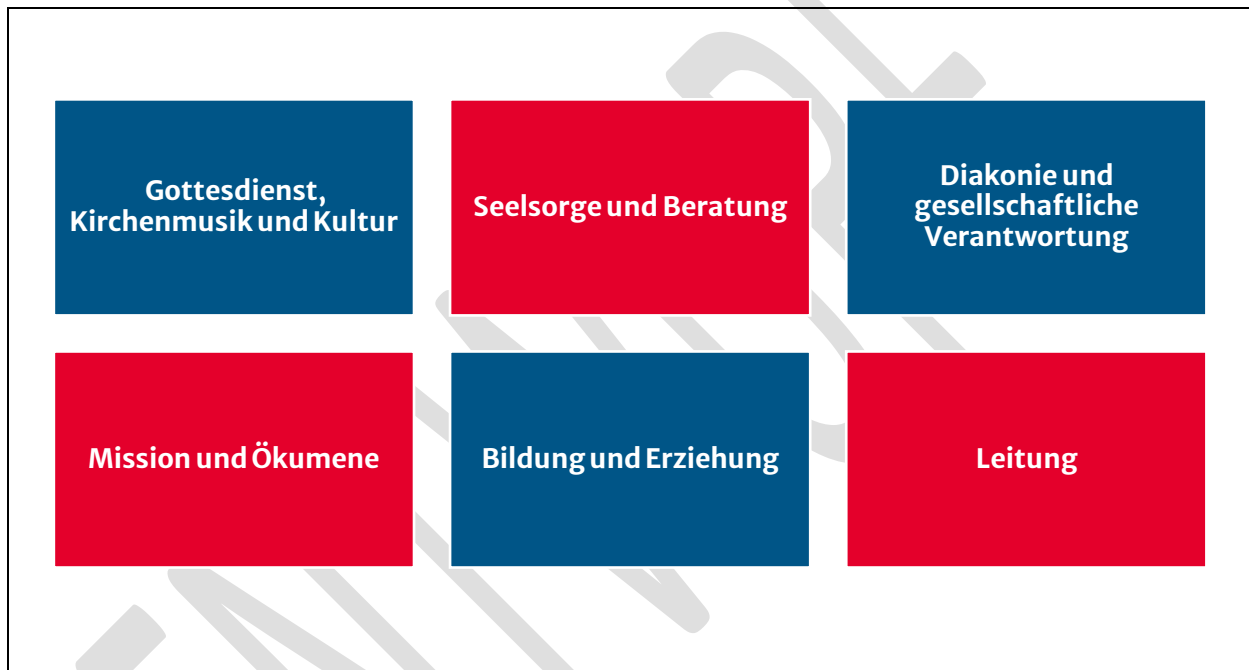 Gottesdienst,
Kirchenmusik und Kultur
Seelsorge und Beratung
Diakonie und
gesellschaftliche
Verantwortung
Mission und Ökumene
Bildung und Erziehung
Leitung